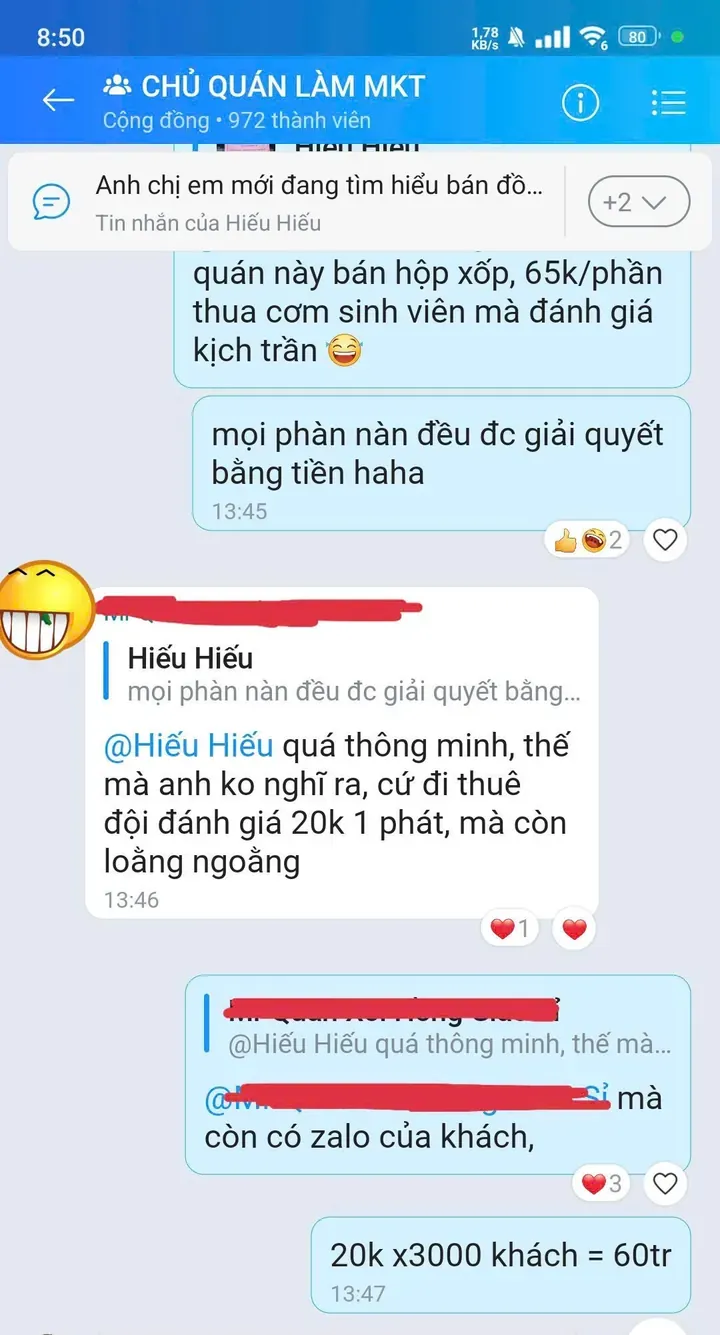 8:50
1,78
KB/s
6
80
CHỦ QUÁN LÀM MKT
Cộng đồng • 972 thành viên
Hiếu Hiếu
Anh chị em mới đang tìm hiểu bán đồ...
Tin nhắn của Hiếu Hiếu
+2
quán này bán hộp xốp, 65k/phần
thua cơm sinh viên mà đánh giá
kịch trần 😂
mọi phàn nàn đều đc giải quyết
bằng tiền haha
13:45
2
Hiếu Hiếu
mọi phàn nàn đều đc giải quyết bằng...
@Hiếu Hiếu quá thông minh, thế
mà anh ko nghĩ ra, cứ đi thuê
đội đánh giá 20k 1 phát, mà còn
loằng ngoằng
13:46
1
@Hiếu Hiếu quá thông minh, thế mà...
Sỉ mà
còn có zalo của khách,
3
20k x3000 khách = 60tr
13:47